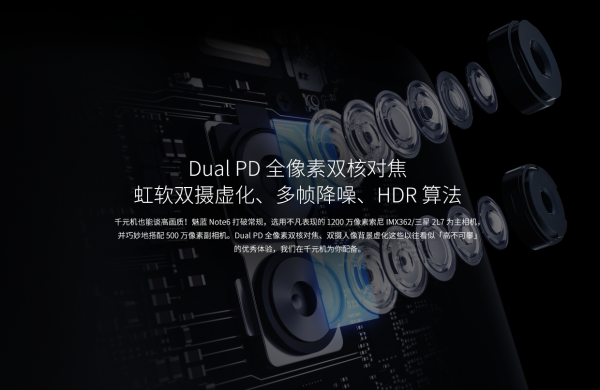 Dual PD 全像素双核对焦
虹软双摄虚化、多帧降噪、HDR 算法
千元机也能谈高画质！魅蓝 Note6 打破常规，选用不凡表现的 1200 万像素索尼 IMX362/三星 2L7 为主相机，
并巧妙地搭配 500 万像素副相机。Dual PD 全像素双核对焦、双摄人像背景虚化这些以往看似「高不可攀」
的优秀体验，我们在千元机为你配备。